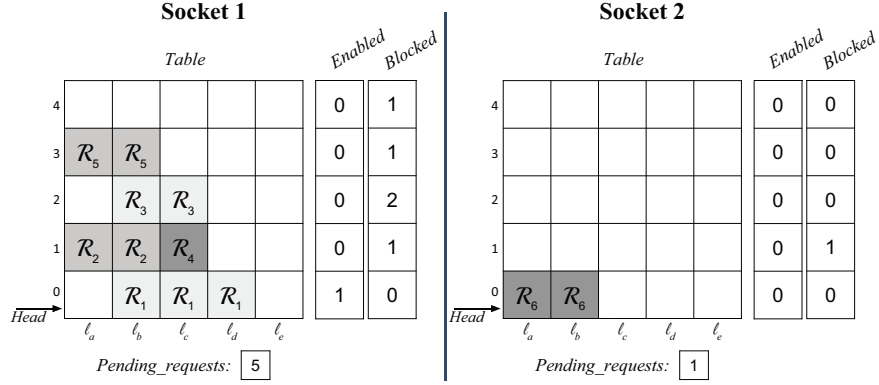 Socket 1
Table Enabled Blocked
4 0 1
3 R5 R5 0 1
2 R3 R3 0 2
1 R2 R2 R4 0 1
0 R1 R1 R1 1 0
Head
ℓa ℓb ℓc ℓd ℓe
Pending_requests: 5
Socket 2
Table Enabled Blocked
4 0 0
3 0 0
2 0 0
1 0 1
0 R6 R6 0 0
Head
ℓa ℓb ℓc ℓd ℓe
Pending_requests: 1